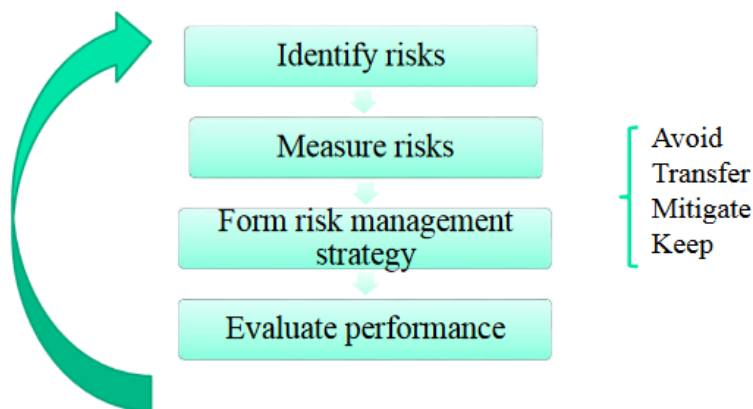 Identify risks
Measure risks
Form risk management
strategy
Evaluate performance
Avoid
Transfer
Mitigate
Keep